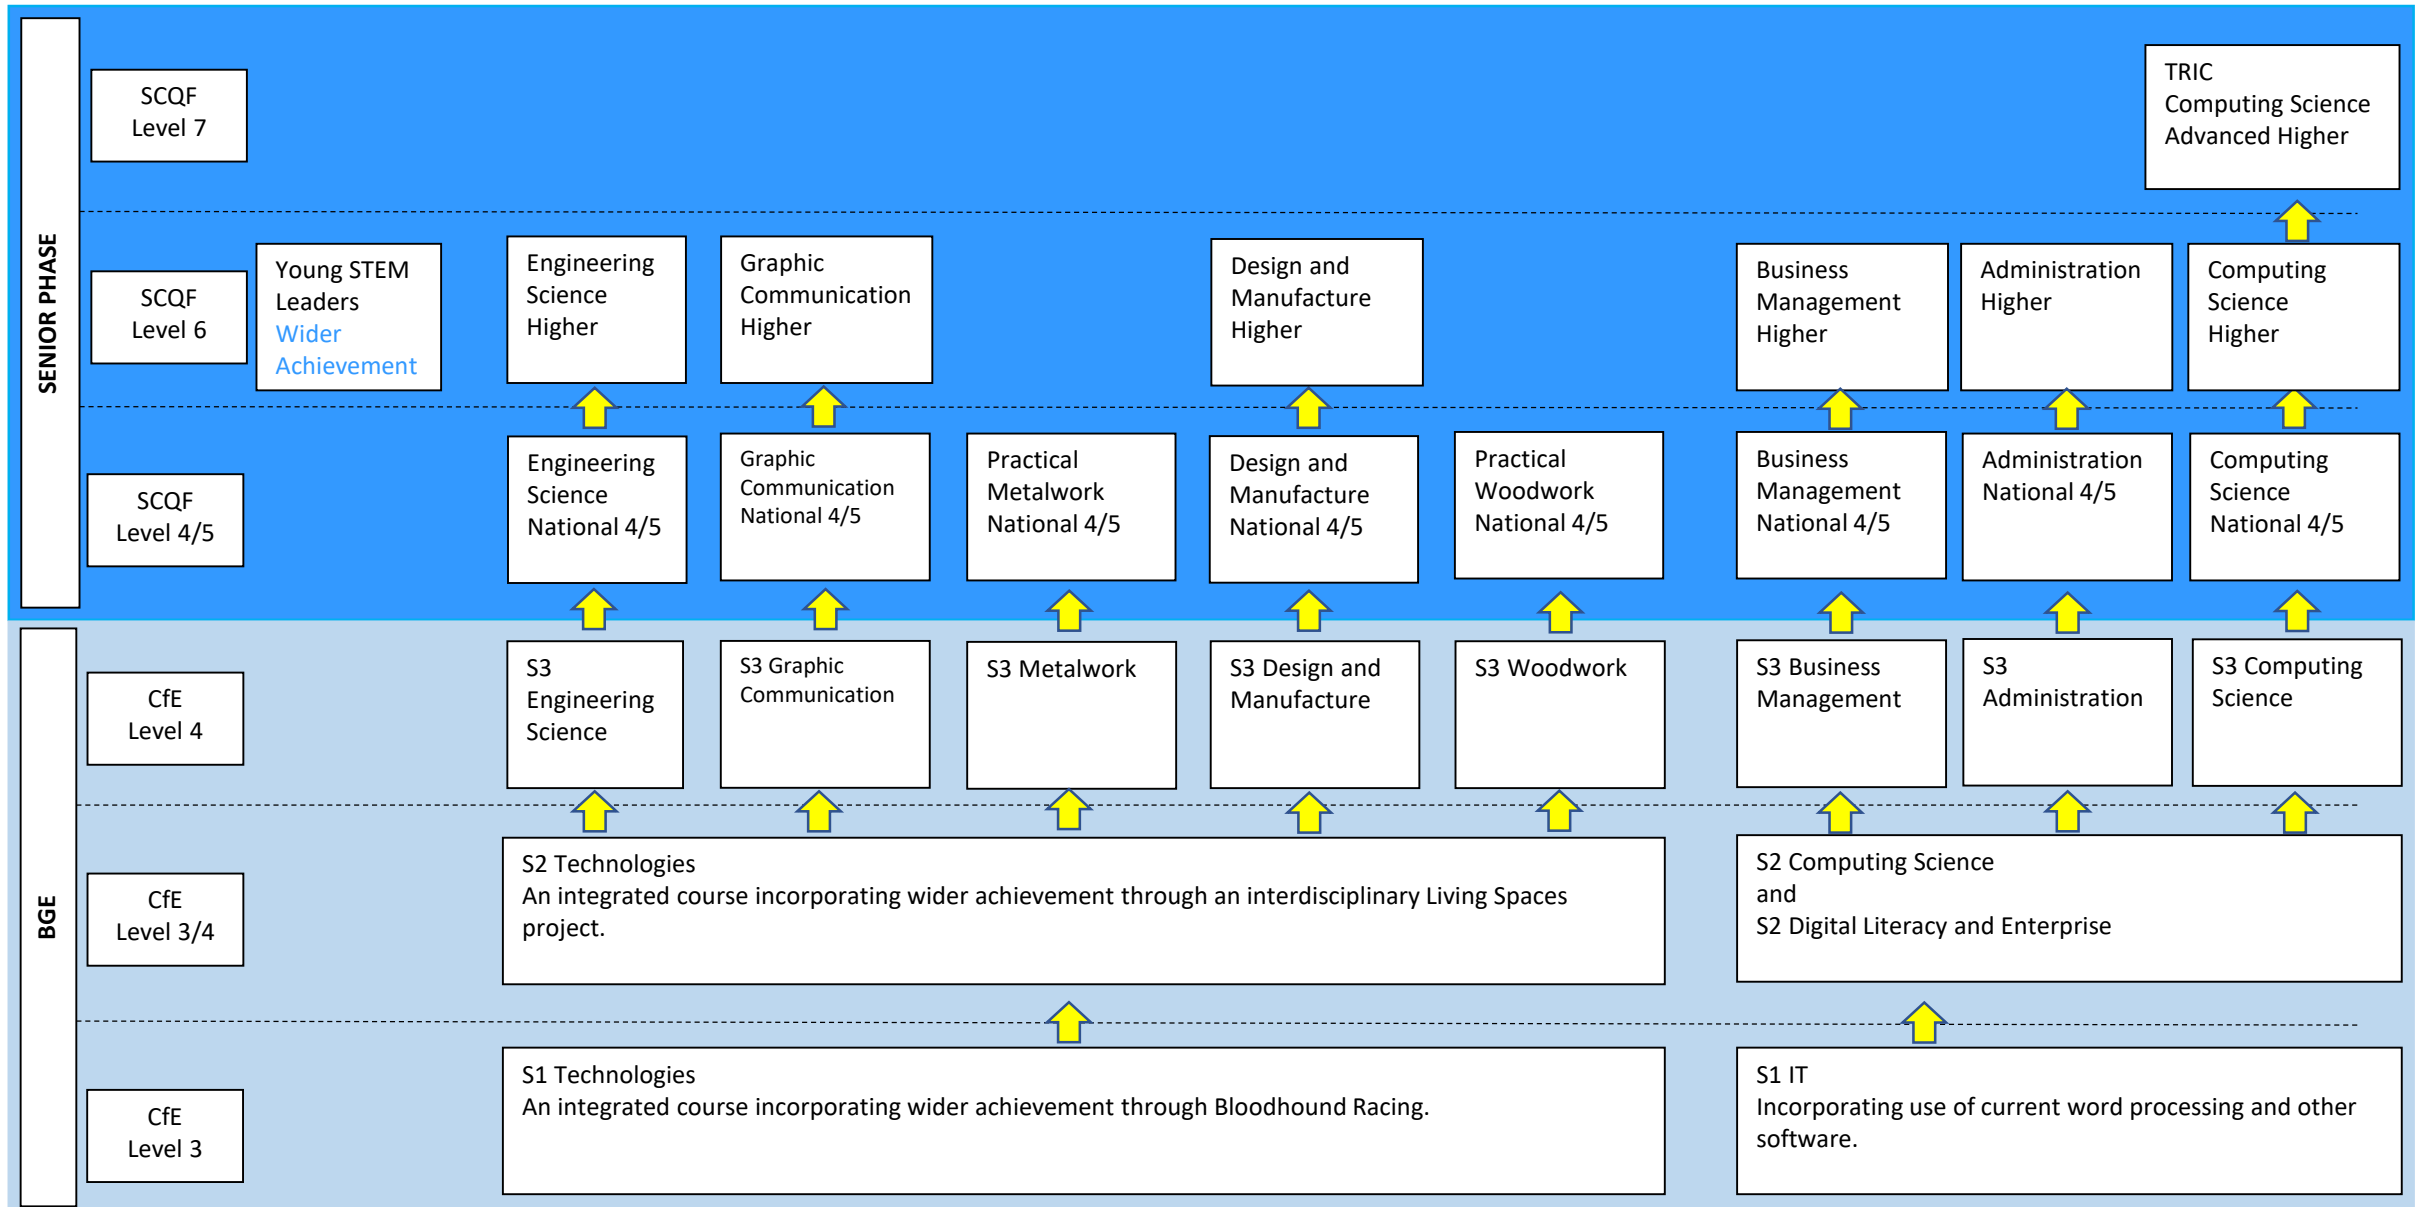 SENIOR PHASE
SCQF
Level 7
TRIC
Computing Science
Advanced Higher
SCQF
Level 6
Young STEM
Leaders
Wider
Achievement
Engineering
Science
Higher
Graphic
Communication
Higher
Design and
Manufacture
Higher
Business
Management
Higher
Administration
Higher
Computing
Science
Higher
SCQF
Level 4/5
Engineering
Science
National 4/5
Graphic
Communication
National 4/5
Practical
Metalwork
National 4/5
Design and
Manufacture
National 4/5
Practical
Woodwork
National 4/5
Business
Management
National 4/5
Administration
National 4/5
Computing
Science
National 4/5
BGE
CfE
Level 4
S3
Engineering
Science
S3 Graphic
Communication
S3 Metalwork
S3 Design and
Manufacture
S3 Woodwork
S3 Business
Management
S3
Administration
S3 Computing
Science
CfE
Level 3/4
S2 Technologies
An integrated course incorporating wider achievement through an interdisciplinary Living Spaces
project.
S2 Computing Science
and
S2 Digital Literacy and Enterprise
CfE
Level 3
S1 Technologies
An integrated course incorporating wider achievement through Bloodhound Racing.
S1 IT
Incorporating use of current word processing and other
software.